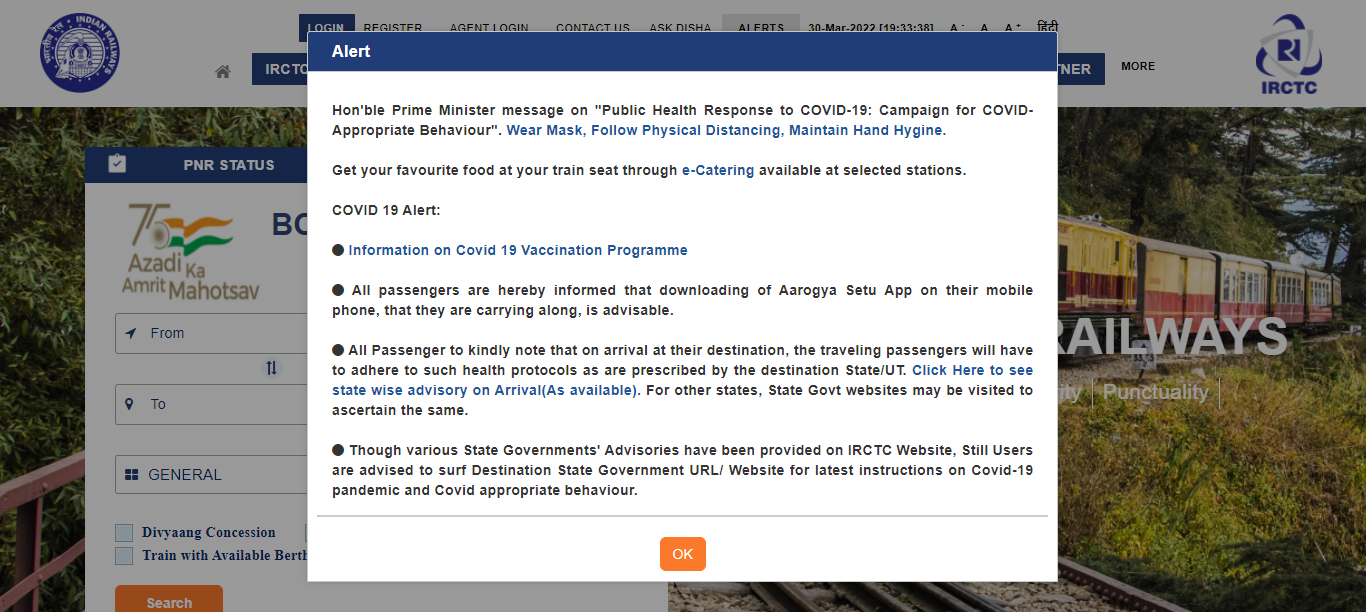 LOGIN REGISTER AGENT LOGIN CONTACT US ASK DISHA ALERTS 30-Mar-2022 [19:33:38] A - A A + हिंदी
INDIAN RAILWAYS
भारतीय रेल
IRCTC
MORE
IRCTC
Alert
Hon'ble Prime Minister message on "Public Health Response to COVID-19: Campaign for COVID-
Appropriate Behaviour". Wear Mask, Follow Physical Distancing, Maintain Hand Hygine.
Get your favourite food at your train seat through e-Catering available at selected stations.
COVID 19 Alert:
● Information on Covid 19 Vaccination Programme
● All passengers are hereby informed that downloading of Aarogya Setu App on their mobile
phone, that they are carrying along, is advisable.
● All Passenger to kindly note that on arrival at their destination, the traveling passengers will have
to adhere to such health protocols as are prescribed by the destination State/UT. Click Here to see
state wise advisory on Arrival(As available). For other states, State Govt websites may be visited to
ascertain the same.
● Though various State Governments' Advisories have been provided on IRCTC Website, Still Users
are advised to surf Destination State Government URL/ Website for latest instructions on Covid-19
pandemic and Covid appropriate behaviour.
OK
PNR STATUS
75
Azadi Ka
Amrit Mahotsav
From
To
GENERAL
Divyaang Concession
Train with Available Berth
Search
RAILWAYS
Punctuality